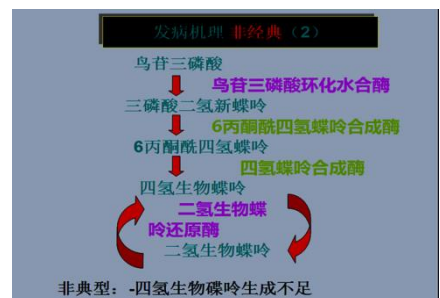 发病机理 非经典（2）
鸟苷三磷酸
鸟苷三磷酸环化水合酶
三磷酸二氢新蝶呤
6丙酮酰四氢蝶呤合成酶
6丙酮酰四氢蝶呤
四氢蝶呤合成酶
四氢生物蝶呤
二氢生物蝶
呤还原酶
二氢生物蝶呤
非典型：-四氢生物碟呤生成不足